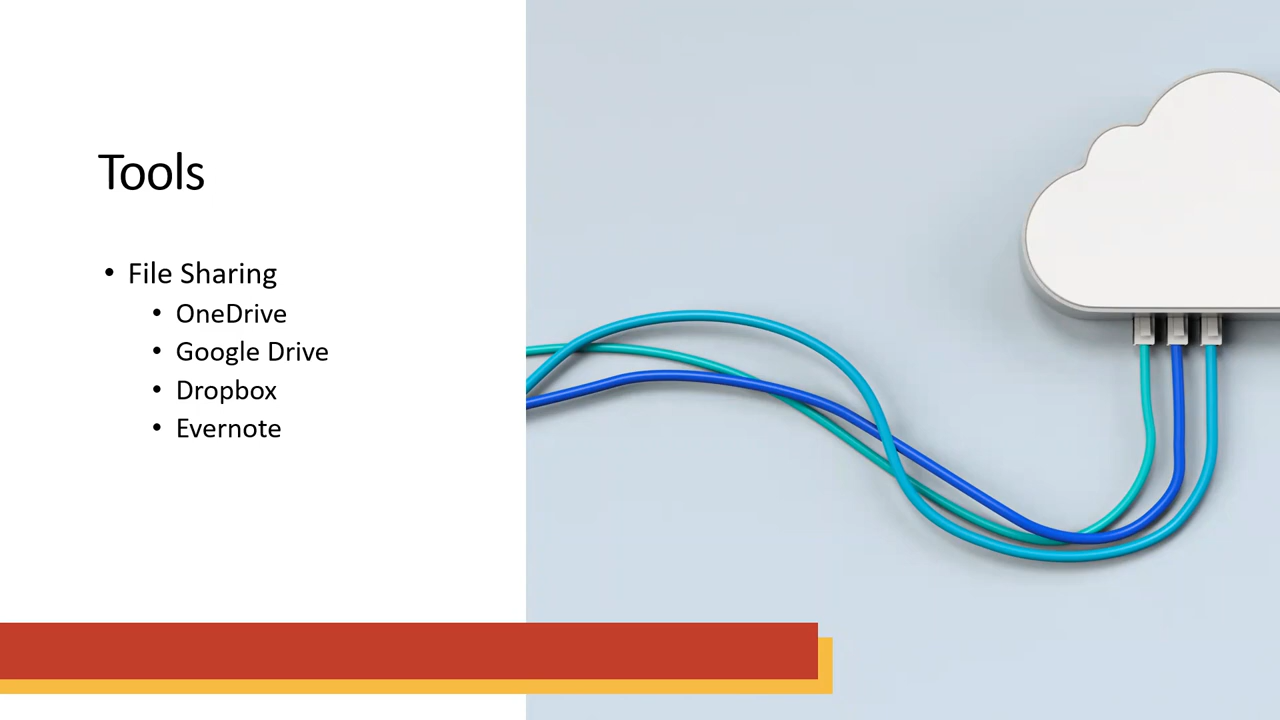 Tools
• File Sharing
• OneDrive
• Google Drive
• Dropbox
• Evernote